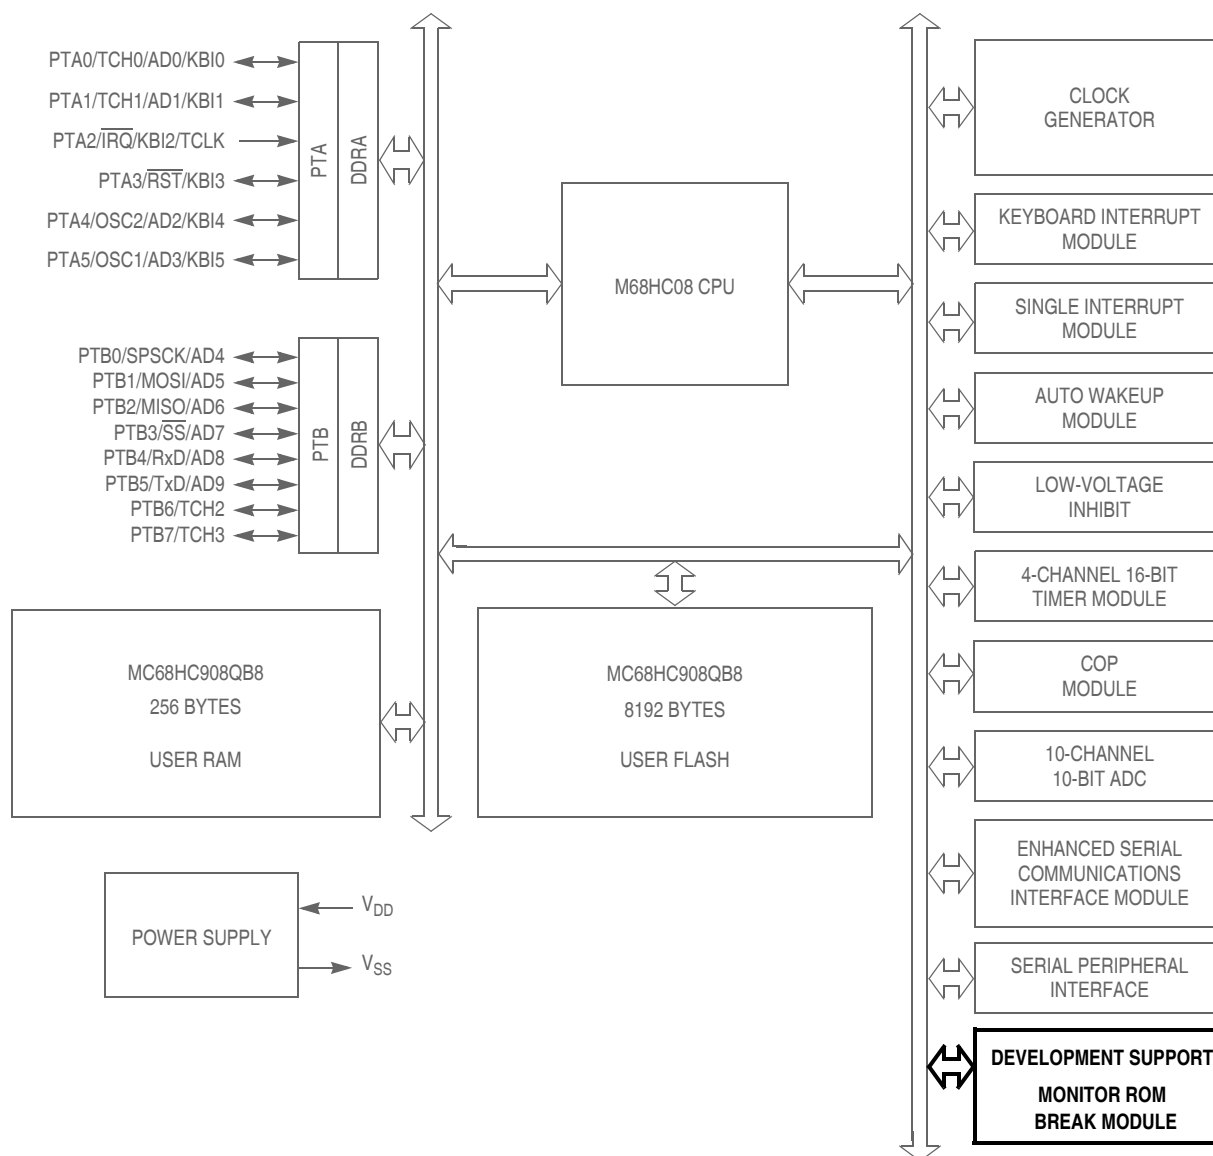 PTA0/TCH0/AD0/KBI0
PTA1/TCH1/AD1/KBI1
PTA2/IRQ/KBI2/TCLK
PTA3/RST/KBI3
PTA4/OSC2/AD2/KBI4
PTA5/OSC1/AD3/KBI5
PTA
DDRA
PTB0/SPSCK/AD4
PTB1/MOSI/AD5
PTB2/MISO/AD6
PTB3/SS/AD7
PTB4/RxD/AD8
PTB5/TxD/AD9
PTB6/TCH2
PTB7/TCH3
PTB
DDRB
M68HC08 CPU
MC68HC908QB8
256 BYTES
USER RAM
MC68HC908QB8
8192 BYTES
USER FLASH
POWER SUPPLY
VDD
VSS
CLOCK
GENERATOR
KEYBOARD INTERRUPT
MODULE
SINGLE INTERRUPT
MODULE
AUTO WAKEUP
MODULE
LOW-VOLTAGE
INHIBIT
4-CHANNEL 16-BIT
TIMER MODULE
COP
MODULE
10-CHANNEL
10-BIT ADC
ENHANCED SERIAL
COMMUNICATIONS
INTERFACE MODULE
SERIAL PERIPHERAL
INTERFACE
DEVELOPMENT SUPPORT
MONITOR ROM
BREAK MODULE